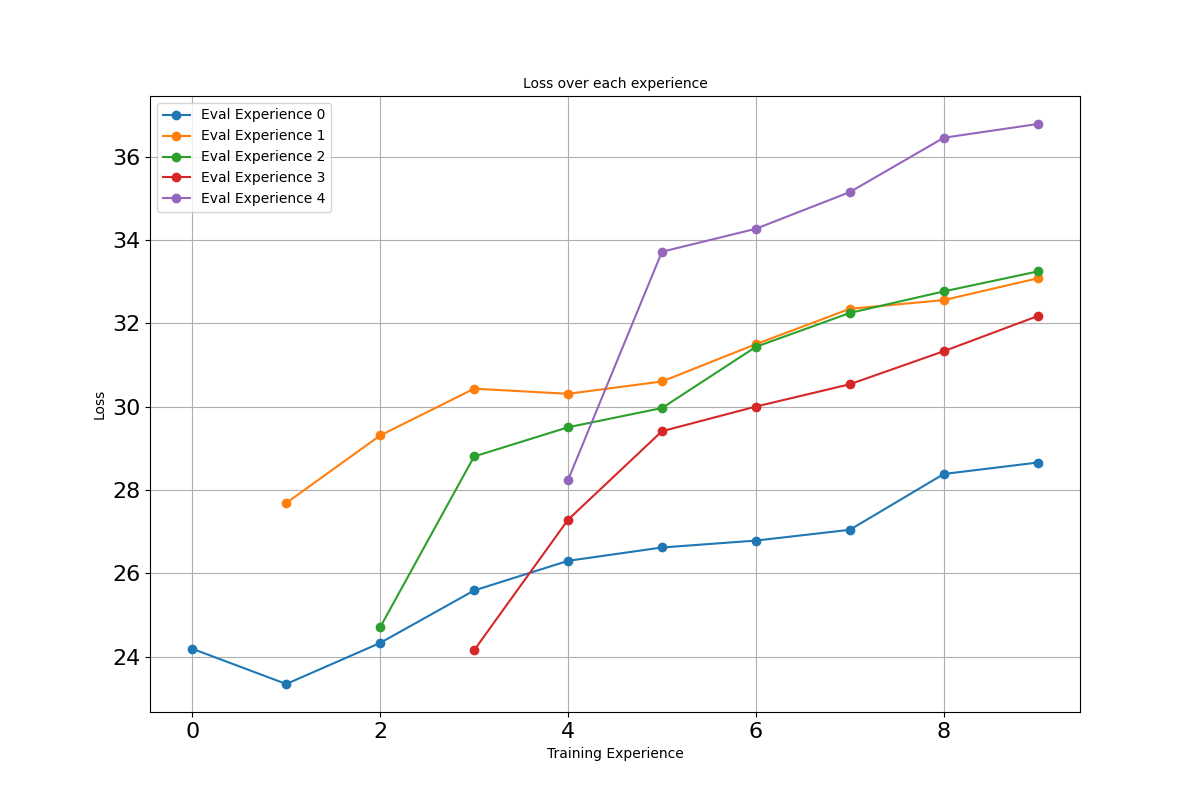 Loss over each experience
Eval Experience 0
Eval Experience 1
Eval Experience 2
Eval Experience 3
Eval Experience 4
36
34
32
30
28
26
24
Loss
0 2 4 6 8
Training Experience